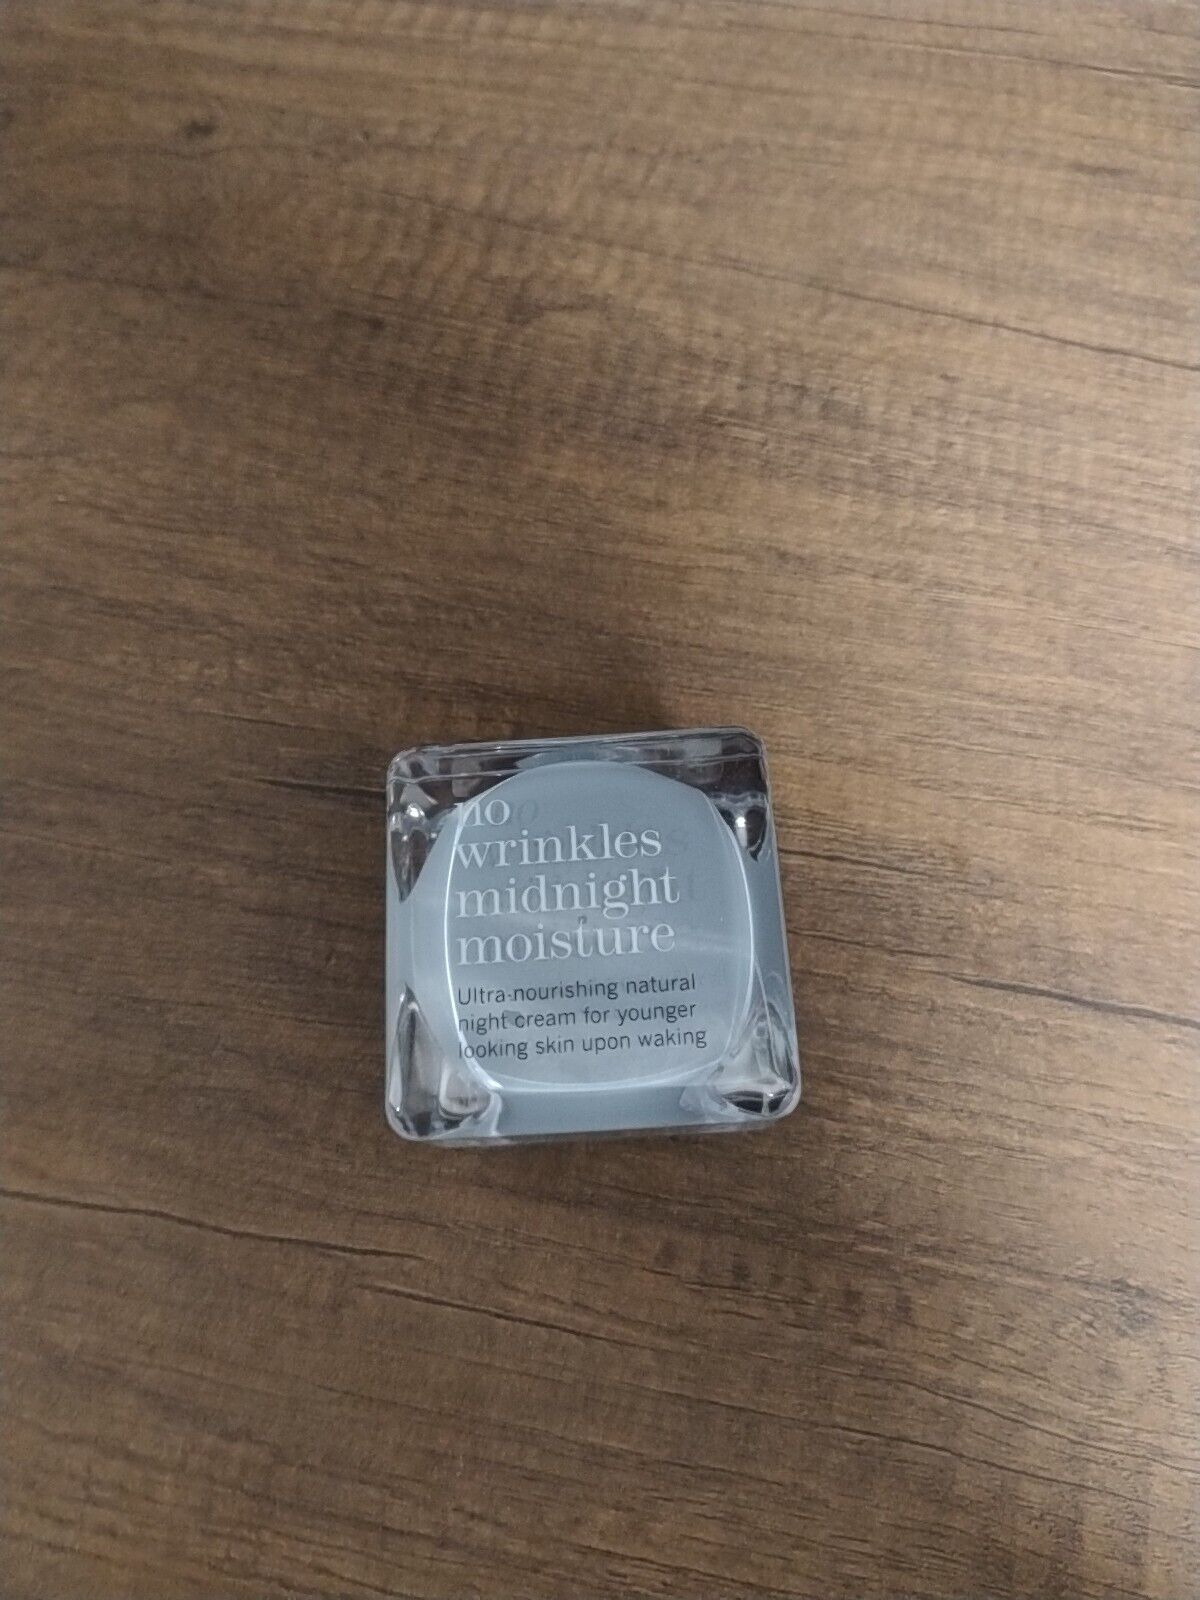 no
wrinkles
midnight
moisture
Ultra-nourishing natural
night cream for younger
looking skin upon waking